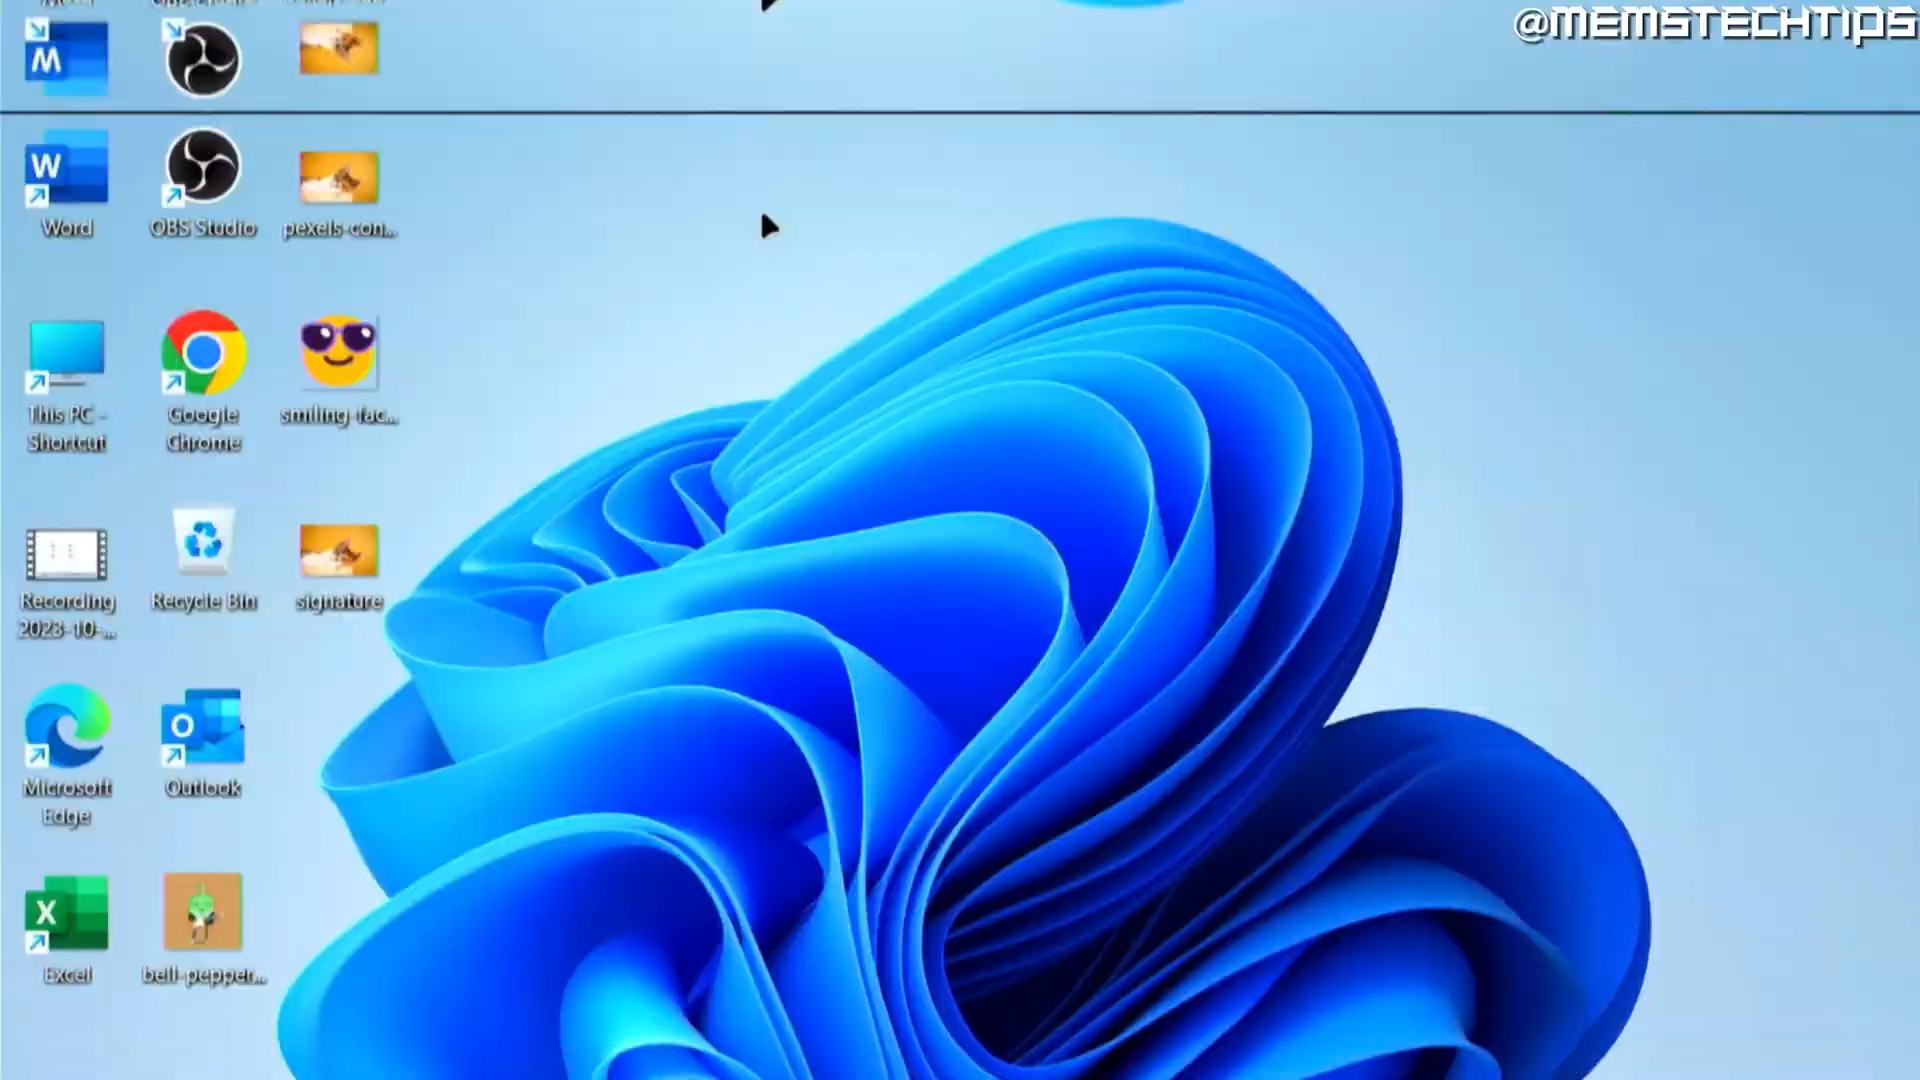 @MEMSTECHTIPS
W
Word
OBS Studio
pexels-con...
This PC -
Shortcut
Google
Chrome
smiling-fac...
Recording
2023-10-...
Recycle Bin
signature
Microsoft
Edge
O
Outlook
X
Excel
bell-pepper...